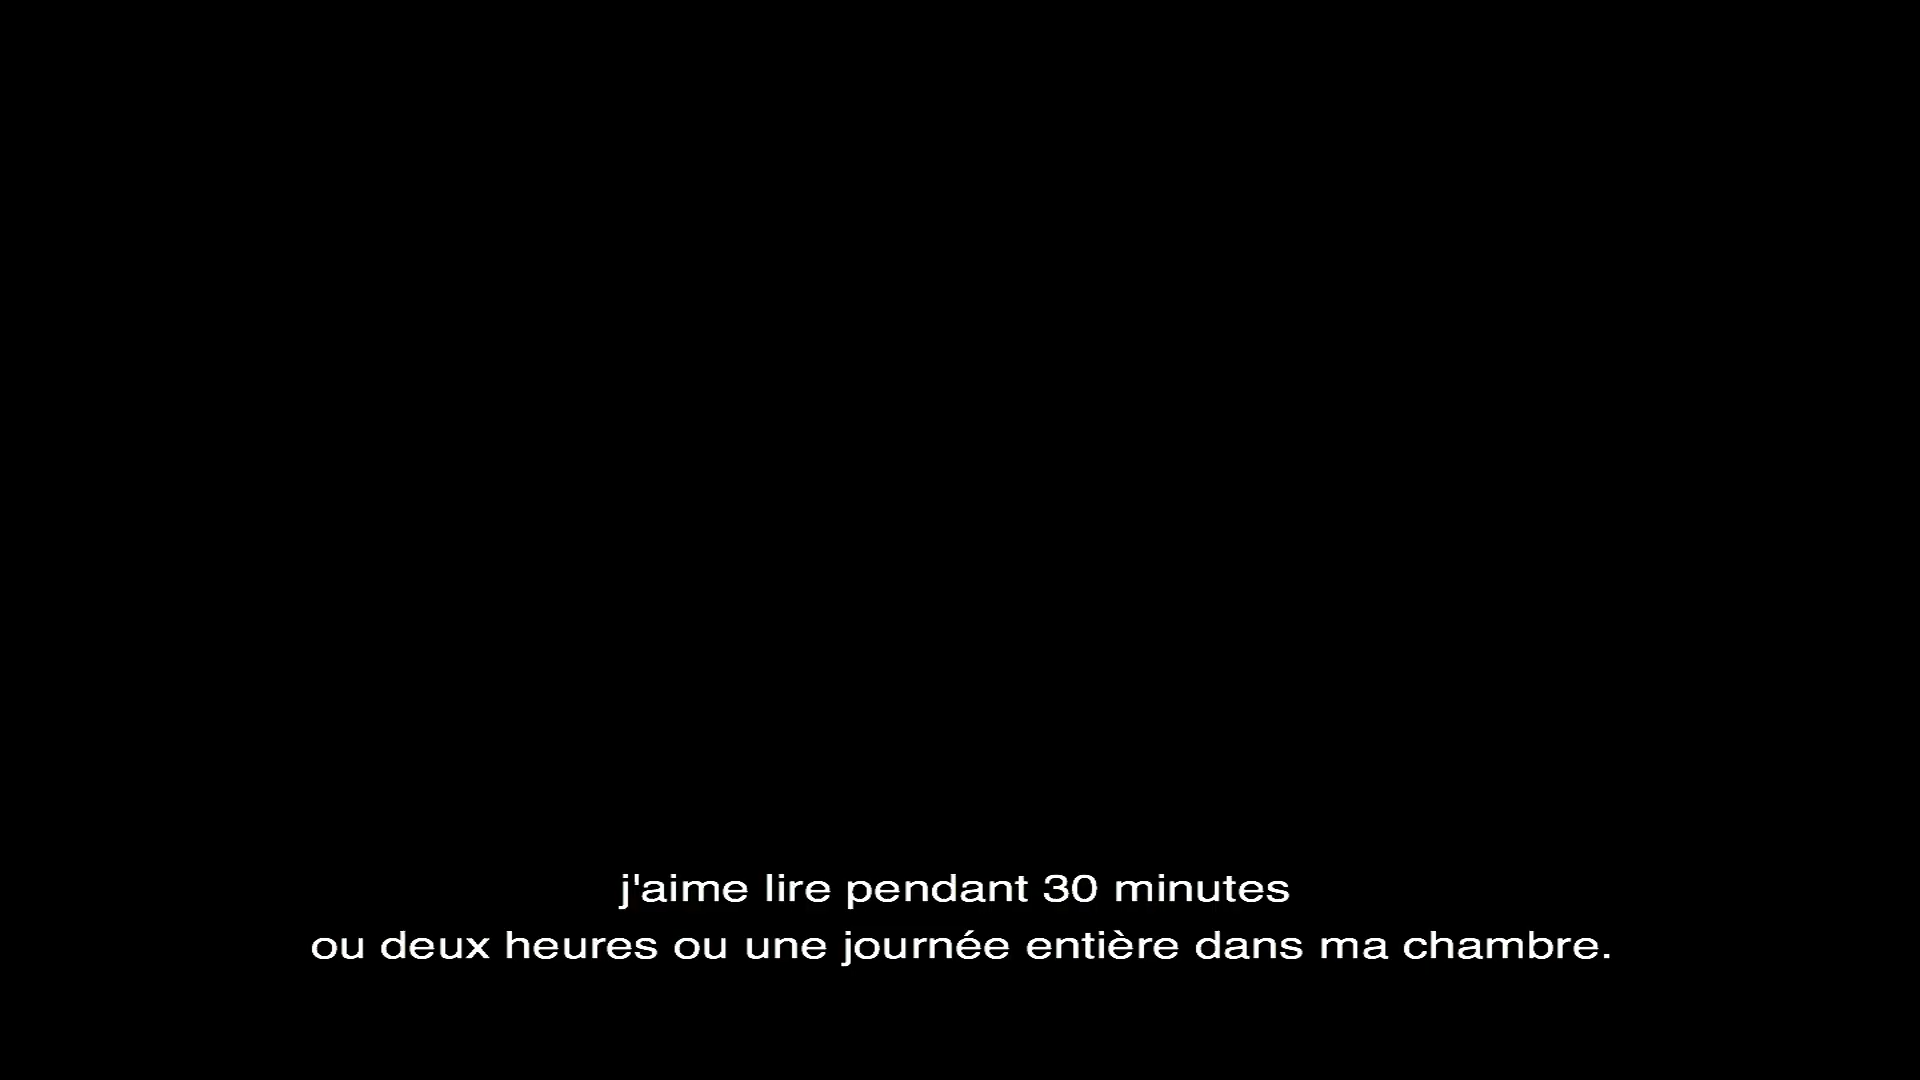 j'aime lire pendant 30 minutes
ou deux heures ou une journée entière dans ma chambre.